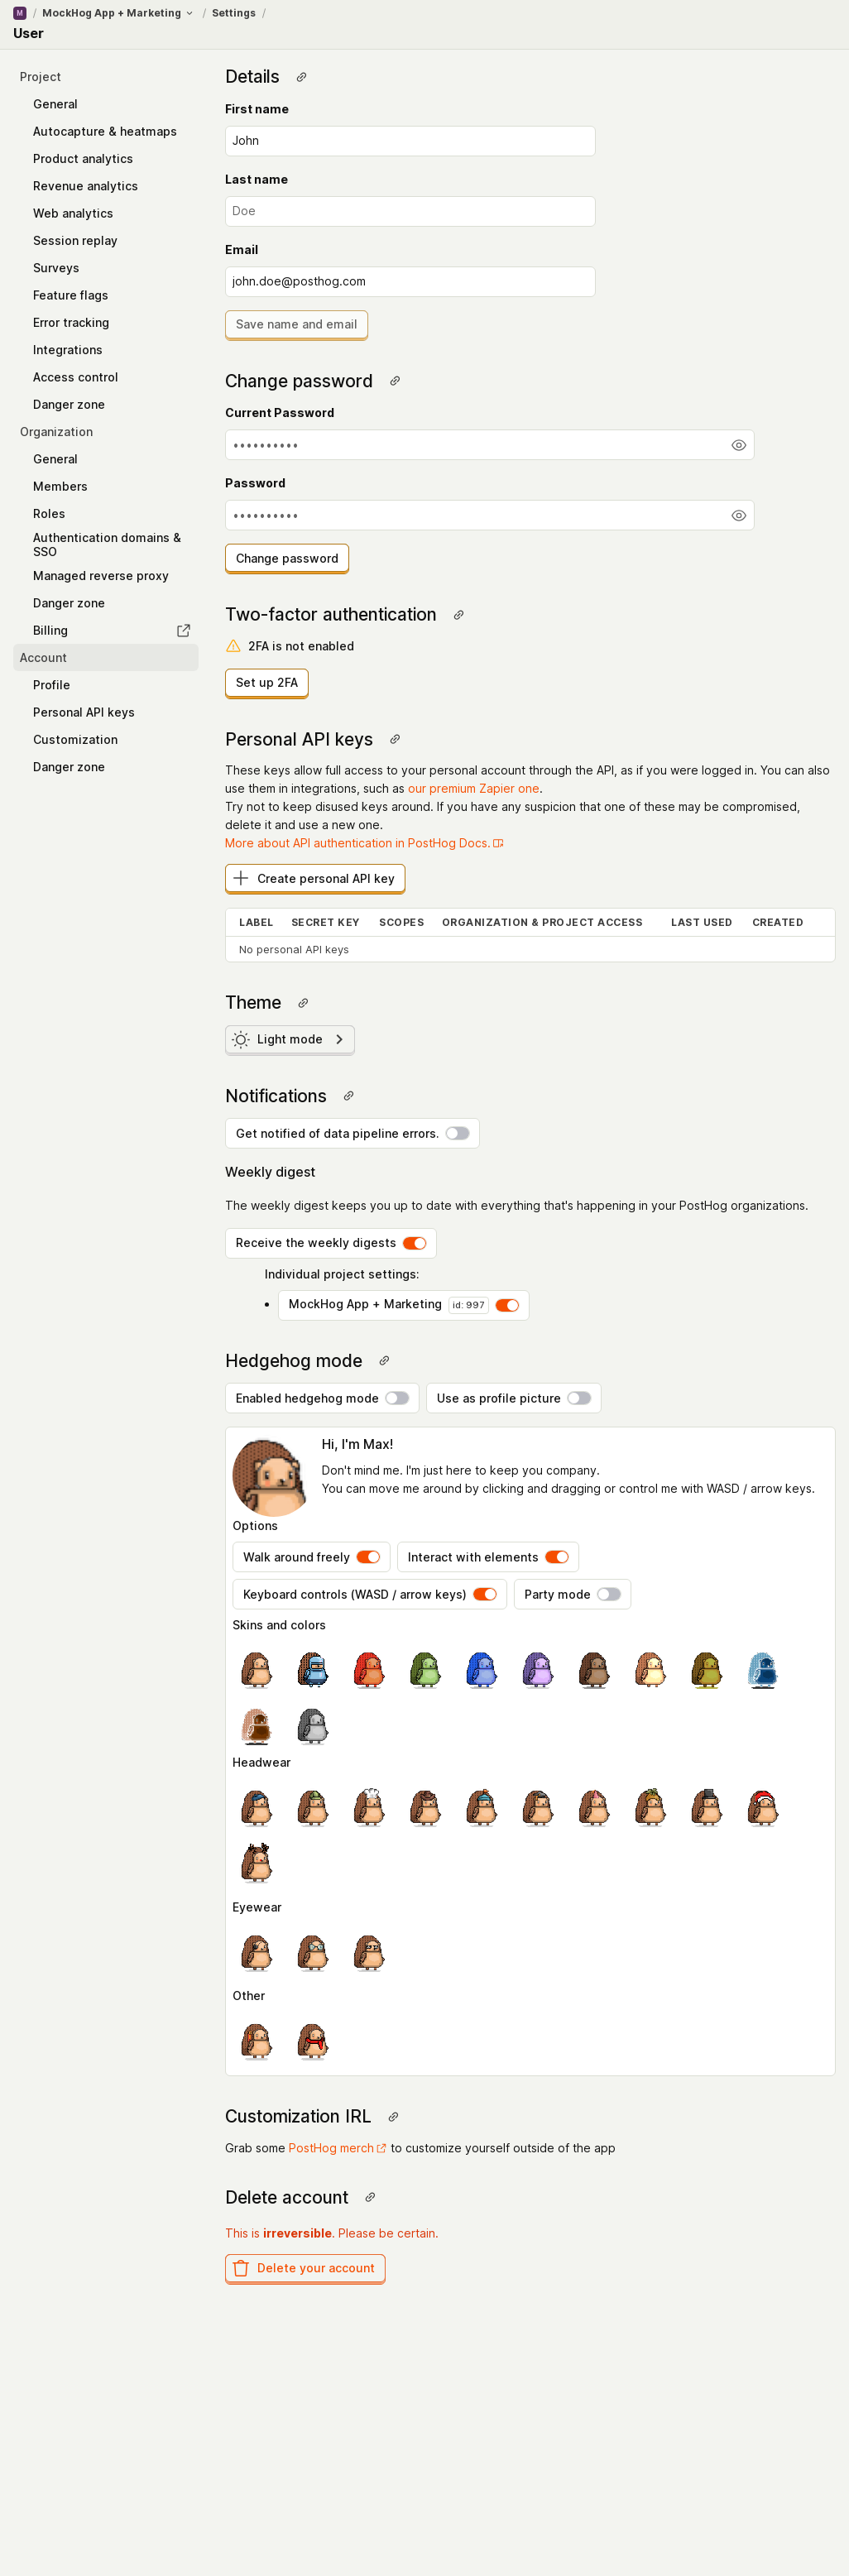 M / MockHog App + Marketing / Settings /
User
Project
General
Autocapture & heatmaps
Product analytics
Revenue analytics
Web analytics
Session replay
Surveys
Feature flags
Error tracking
Integrations
Access control
Danger zone
Organization
General
Members
Roles
Authentication domains &
SSO
Managed reverse proxy
Danger zone
Billing
Account
Profile
Personal API keys
Customization
Danger zone
Details
First name
John
Last name
Doe
Email
john.doe@posthog.com
Save name and email
Change password
Current Password
••••••••••
Password
••••••••••
Change password
Two-factor authentication
2FA is not enabled
Set up 2FA
Personal API keys
These keys allow full access to your personal account through the API, as if you were logged in. You can also
use them in integrations, such as our premium Zapier one.
Try not to keep disused keys around. If you have any suspicion that one of these may be compromised,
delete it and use a new one.
More about API authentication in PostHog Docs.
Create personal API key
LABEL SECRET KEY SCOPES ORGANIZATION & PROJECT ACCESS LAST USED CREATED
No personal API keys
Theme
Light mode
Notifications
Get notified of data pipeline errors.
Weekly digest
The weekly digest keeps you up to date with everything that's happening in your PostHog organizations.
Receive the weekly digests
Individual project settings:
• MockHog App + Marketing id: 997
Hedgehog mode
Enabled hedgehog mode Use as profile picture
Hi, I'm Max!
Don't mind me. I'm just here to keep you company.
You can move me around by clicking and dragging or control me with WASD / arrow keys.
Options
Walk around freely Interact with elements
Keyboard controls (WASD / arrow keys) Party mode
Skins and colors
Headwear
Eyewear
Other
Customization IRL
Grab some PostHog merch to customize yourself outside of the app
Delete account
This is irreversible. Please be certain.
Delete your account